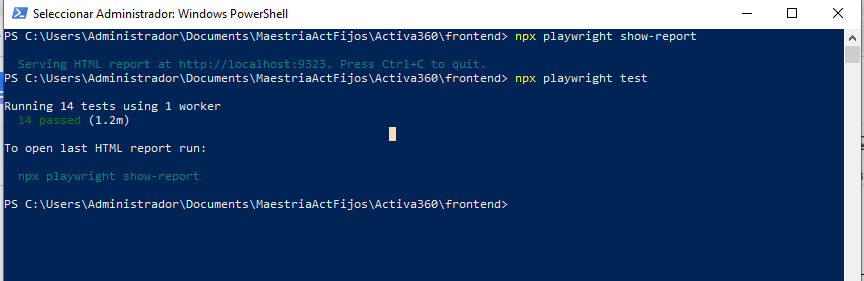 Seleccionar Administrador: Windows PowerShell
PS C:\Users\Administrador\Documents\MaestriaActFijos\Activa360\frontend> npx playwright show-report
Serving HTML report at http://localhost:9323. Press Ctrl+C to quit.
PS C:\Users\Administrador\Documents\MaestriaActFijos\Activa360\frontend> npx playwright test
Running 14 tests using 1 worker
14 passed (1.2m)
To open last HTML report run:
npx playwright show-report
PS C:\Users\Administrador\Documents\MaestriaActFijos\Activa360\frontend>